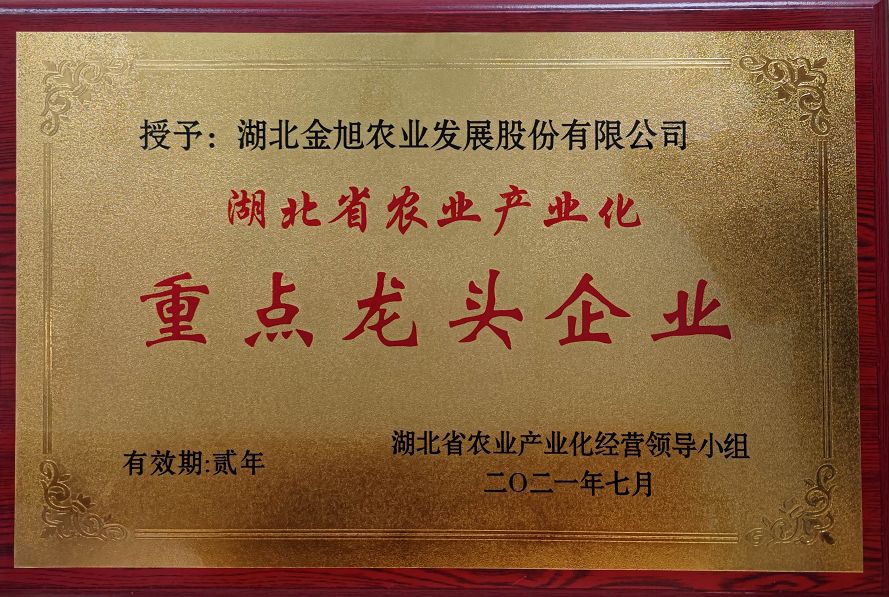 授予：湖北金旭农业发展股份有限公司
湖北省农业产业化
重点龙头企业
湖北省农业产业化经营领导小组
有效期:贰年
二〇二一年七月